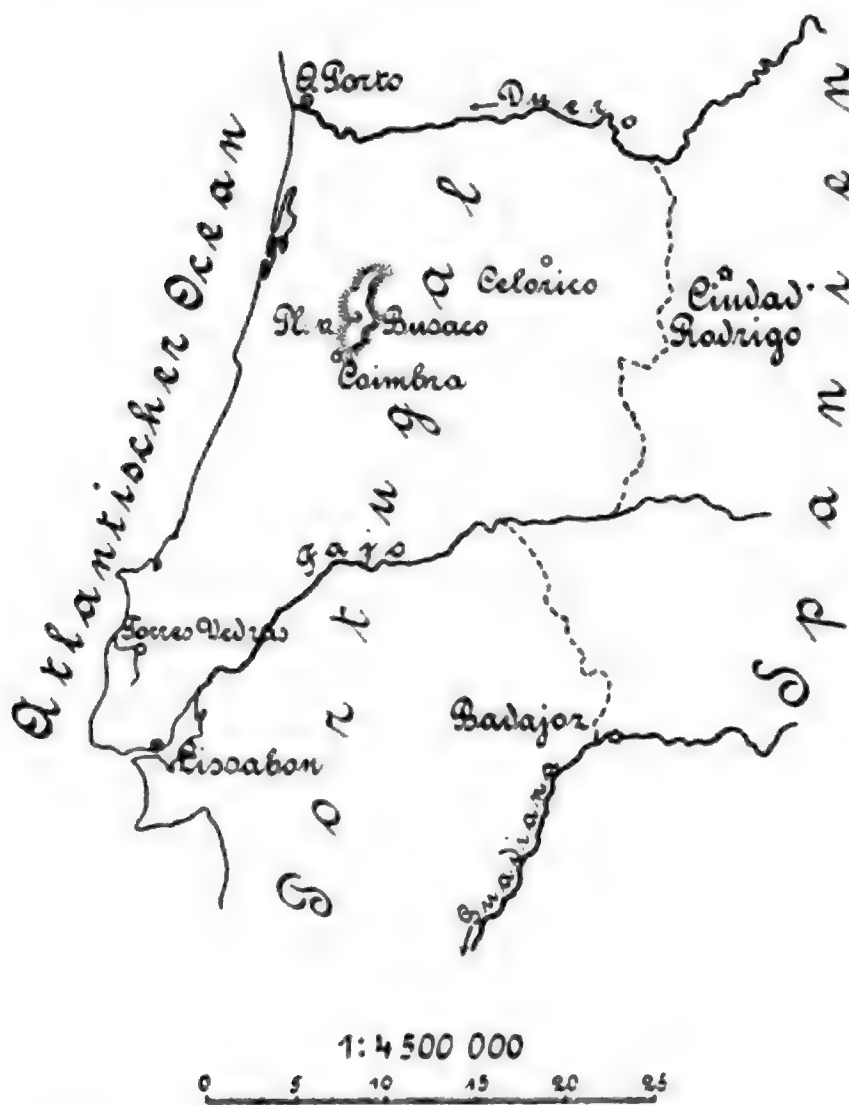 O Porto
Duero
Atlantischer Ocean
Portugal
Spanien
Celorico
Ciudad
Rodrigo
Pl. v. Busaco
Coimbra
Tajo
Torres Vedras
Badajoz
Lissabon
Guadiana
1:4 500 000
0 5 10 15 20 25